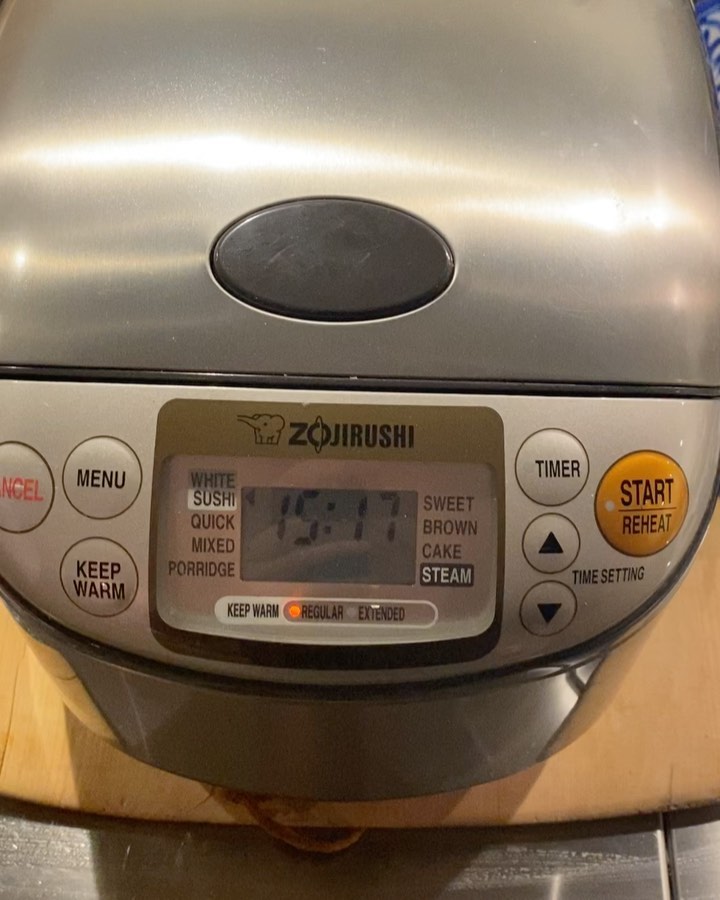 ZOJIRUSHI
CANCEL
MENU
KEEP
WARM
WHITE
SUSHI
QUICK
MIXED
PORRIDGE
15:17
SWEET
BROWN
CAKE
STEAM
KEEP WARM REGULAR EXTENDED
TIMER
START
REHEAT
▲
TIME SETTING
▼